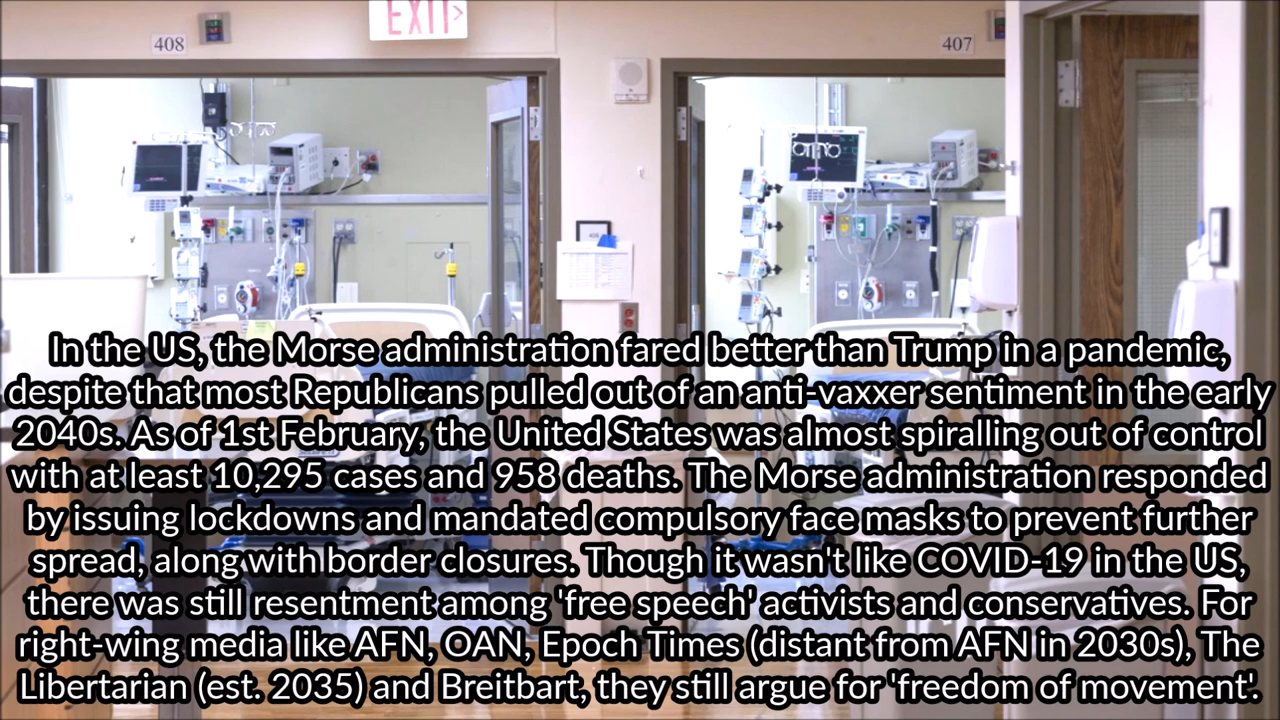 EXIT
408
407
In the US, the Morse administration fared better than Trump in a pandemic,
despite that most Republicans pulled out of an anti-vaxxer sentiment in the early
2040s. As of 1st February, the United States was almost spiralling out of control
with at least 10,295 cases and 958 deaths. The Morse administration responded
by issuing lockdowns and mandated compulsory face masks to prevent further
spread, along with border closures. Though it wasn't like COVID-19 in the US,
there was still resentment among 'free speech' activists and conservatives. For
right-wing media like AFN, OAN, Epoch Times (distant from AFN in 2030s), The
Libertarian (est. 2035) and Breitbart, they still argue for 'freedom of movement'.